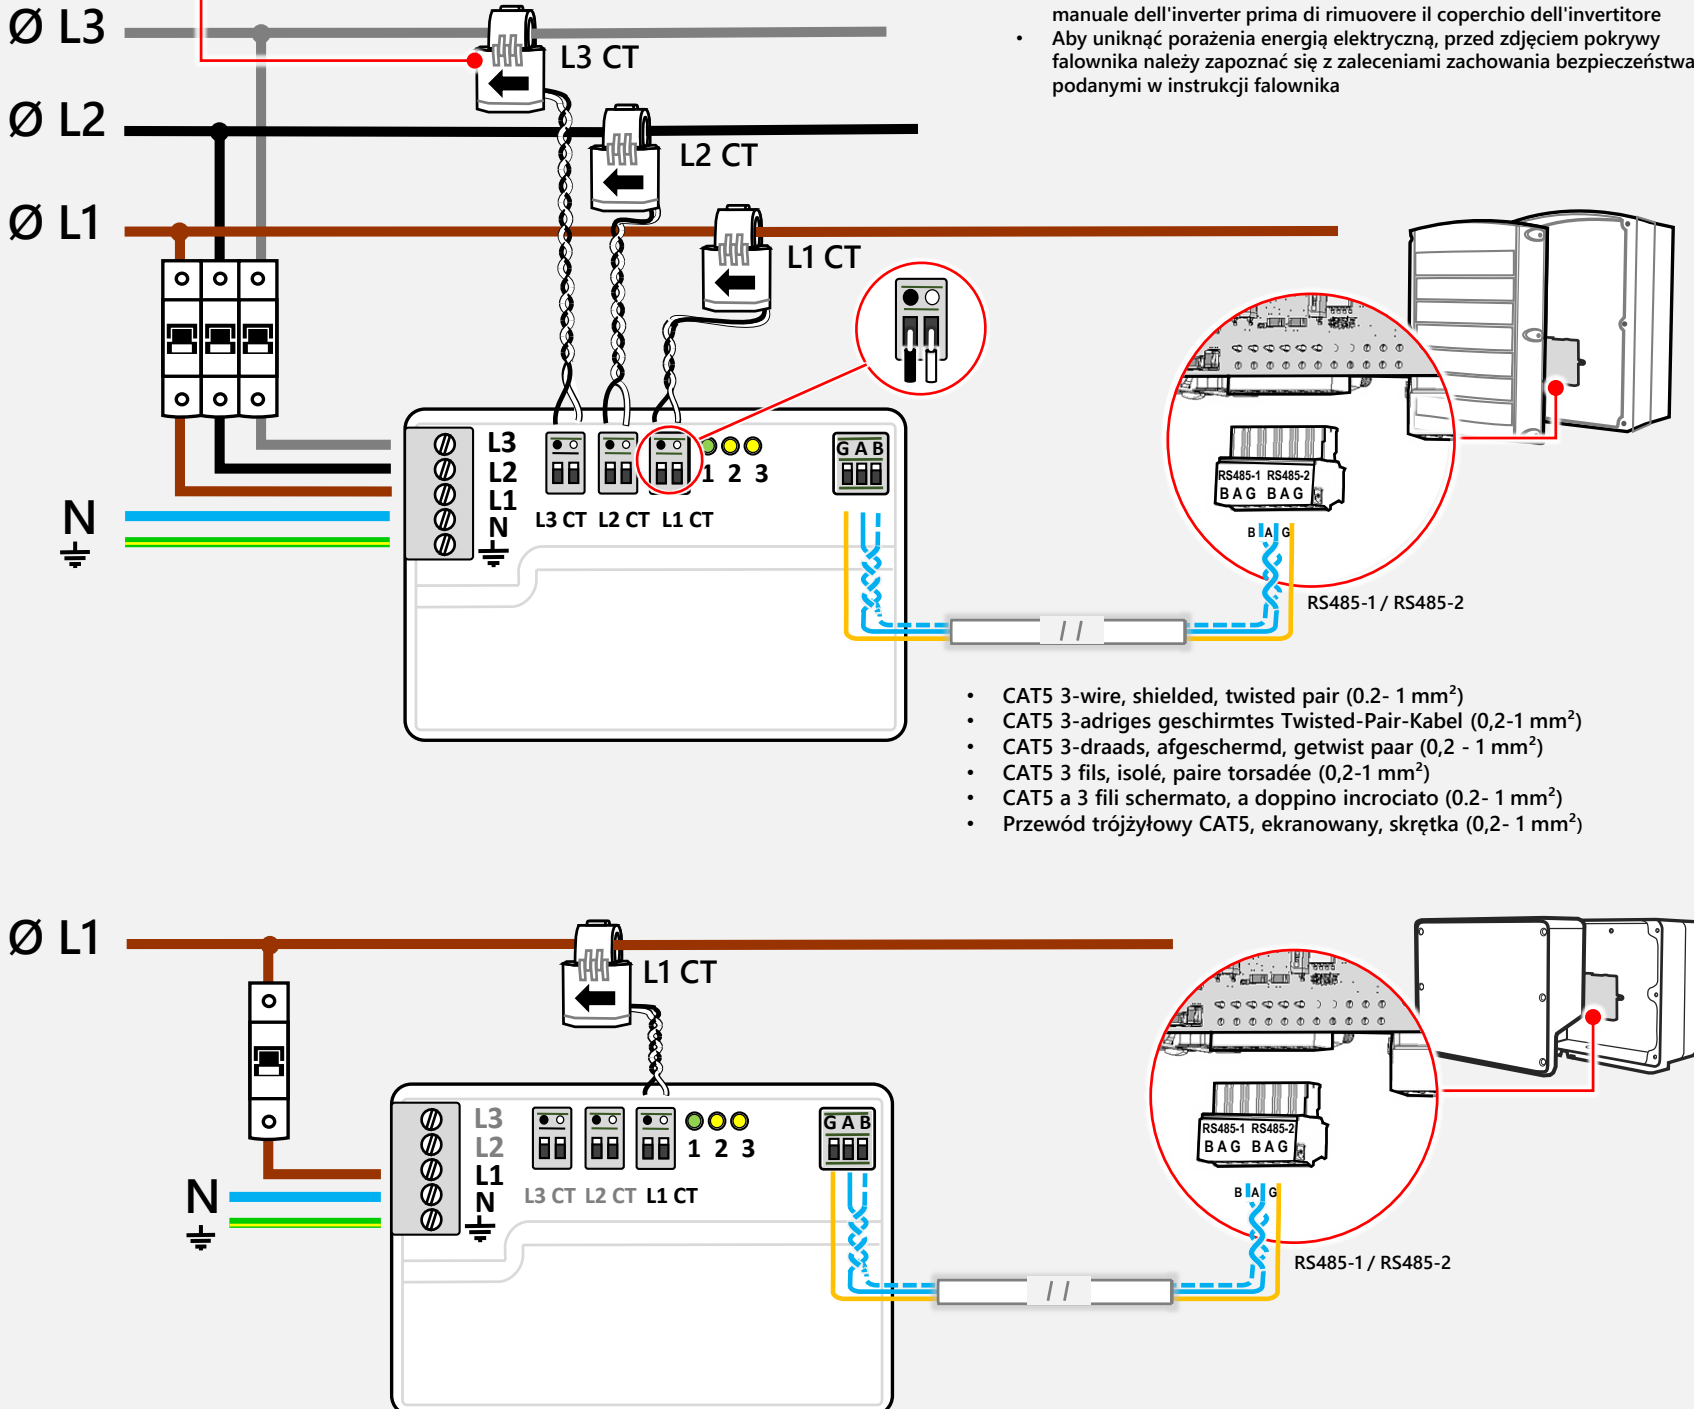 manuale dell'inverter prima di rimuovere il coperchio dell'invertitore
• Aby uniknąć porażenia energią elektryczną, przed zdjęciem pokrywy
falownika należy zapoznać się z zaleceniami zachowania bezpieczeństwa
podanymi w instrukcji falownika
Ø L3
L3 CT
Ø L2
L2 CT
Ø L1
L1 CT
L3
L2
L1
N
L3 CT L2 CT L1 CT
1 2 3
G A B
N
RS485-1 RS485-2
B A G B A G
B A G
RS485-1 / RS485-2
• CAT5 3-wire, shielded, twisted pair (0.2- 1 mm²)
• CAT5 3-adriges geschirmtes Twisted-Pair-Kabel (0,2-1 mm²)
• CAT5 3-draads, afgeschermd, getwist paar (0,2 - 1 mm²)
• CAT5 3 fils, isolé, paire torsadée (0,2-1 mm²)
• CAT5 a 3 fili schermato, a doppino incrociato (0.2- 1 mm²)
• Przewód trójżyłowy CAT5, ekranowany, skrętka (0,2- 1 mm²)
Ø L1
L1 CT
L3
L2
L1
N
L3 CT L2 CT L1 CT
1 2 3
G A B
N
RS485-1 RS485-2
B A G B A G
B A G
RS485-1 / RS485-2